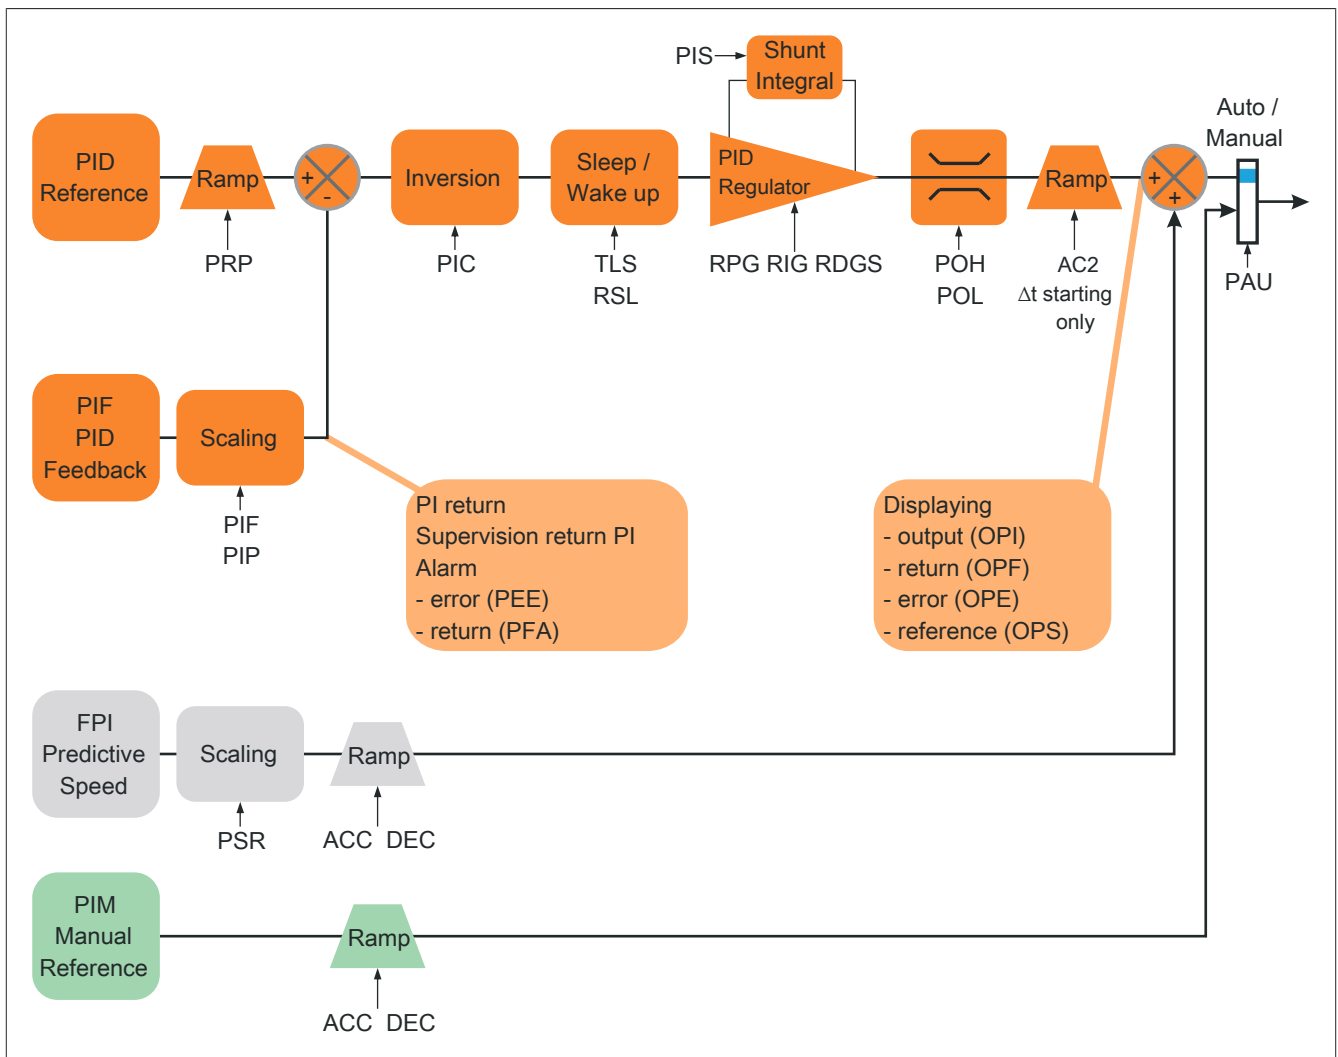 PIS
Shunt
Integral
Auto /
Manual
PID
Reference
Ramp
+
-
Inversion
Sleep /
Wake up
PID
Regulator
Ramp
+
+
PRP
PIC
TLS
RSL
RPG RIG RDGS
POH
POL
AC2
Δt starting
only
PAU
PIF
PID
Feedback
Scaling
PIF
PIP
PI return
Supervision return PI
Alarm
- error (PEE)
- return (PFA)
Displaying
- output (OPI)
- return (OPF)
- error (OPE)
- reference (OPS)
FPI
Predictive
Speed
Scaling
Ramp
PSR
ACC DEC
PIM
Manual
Reference
Ramp
ACC DEC